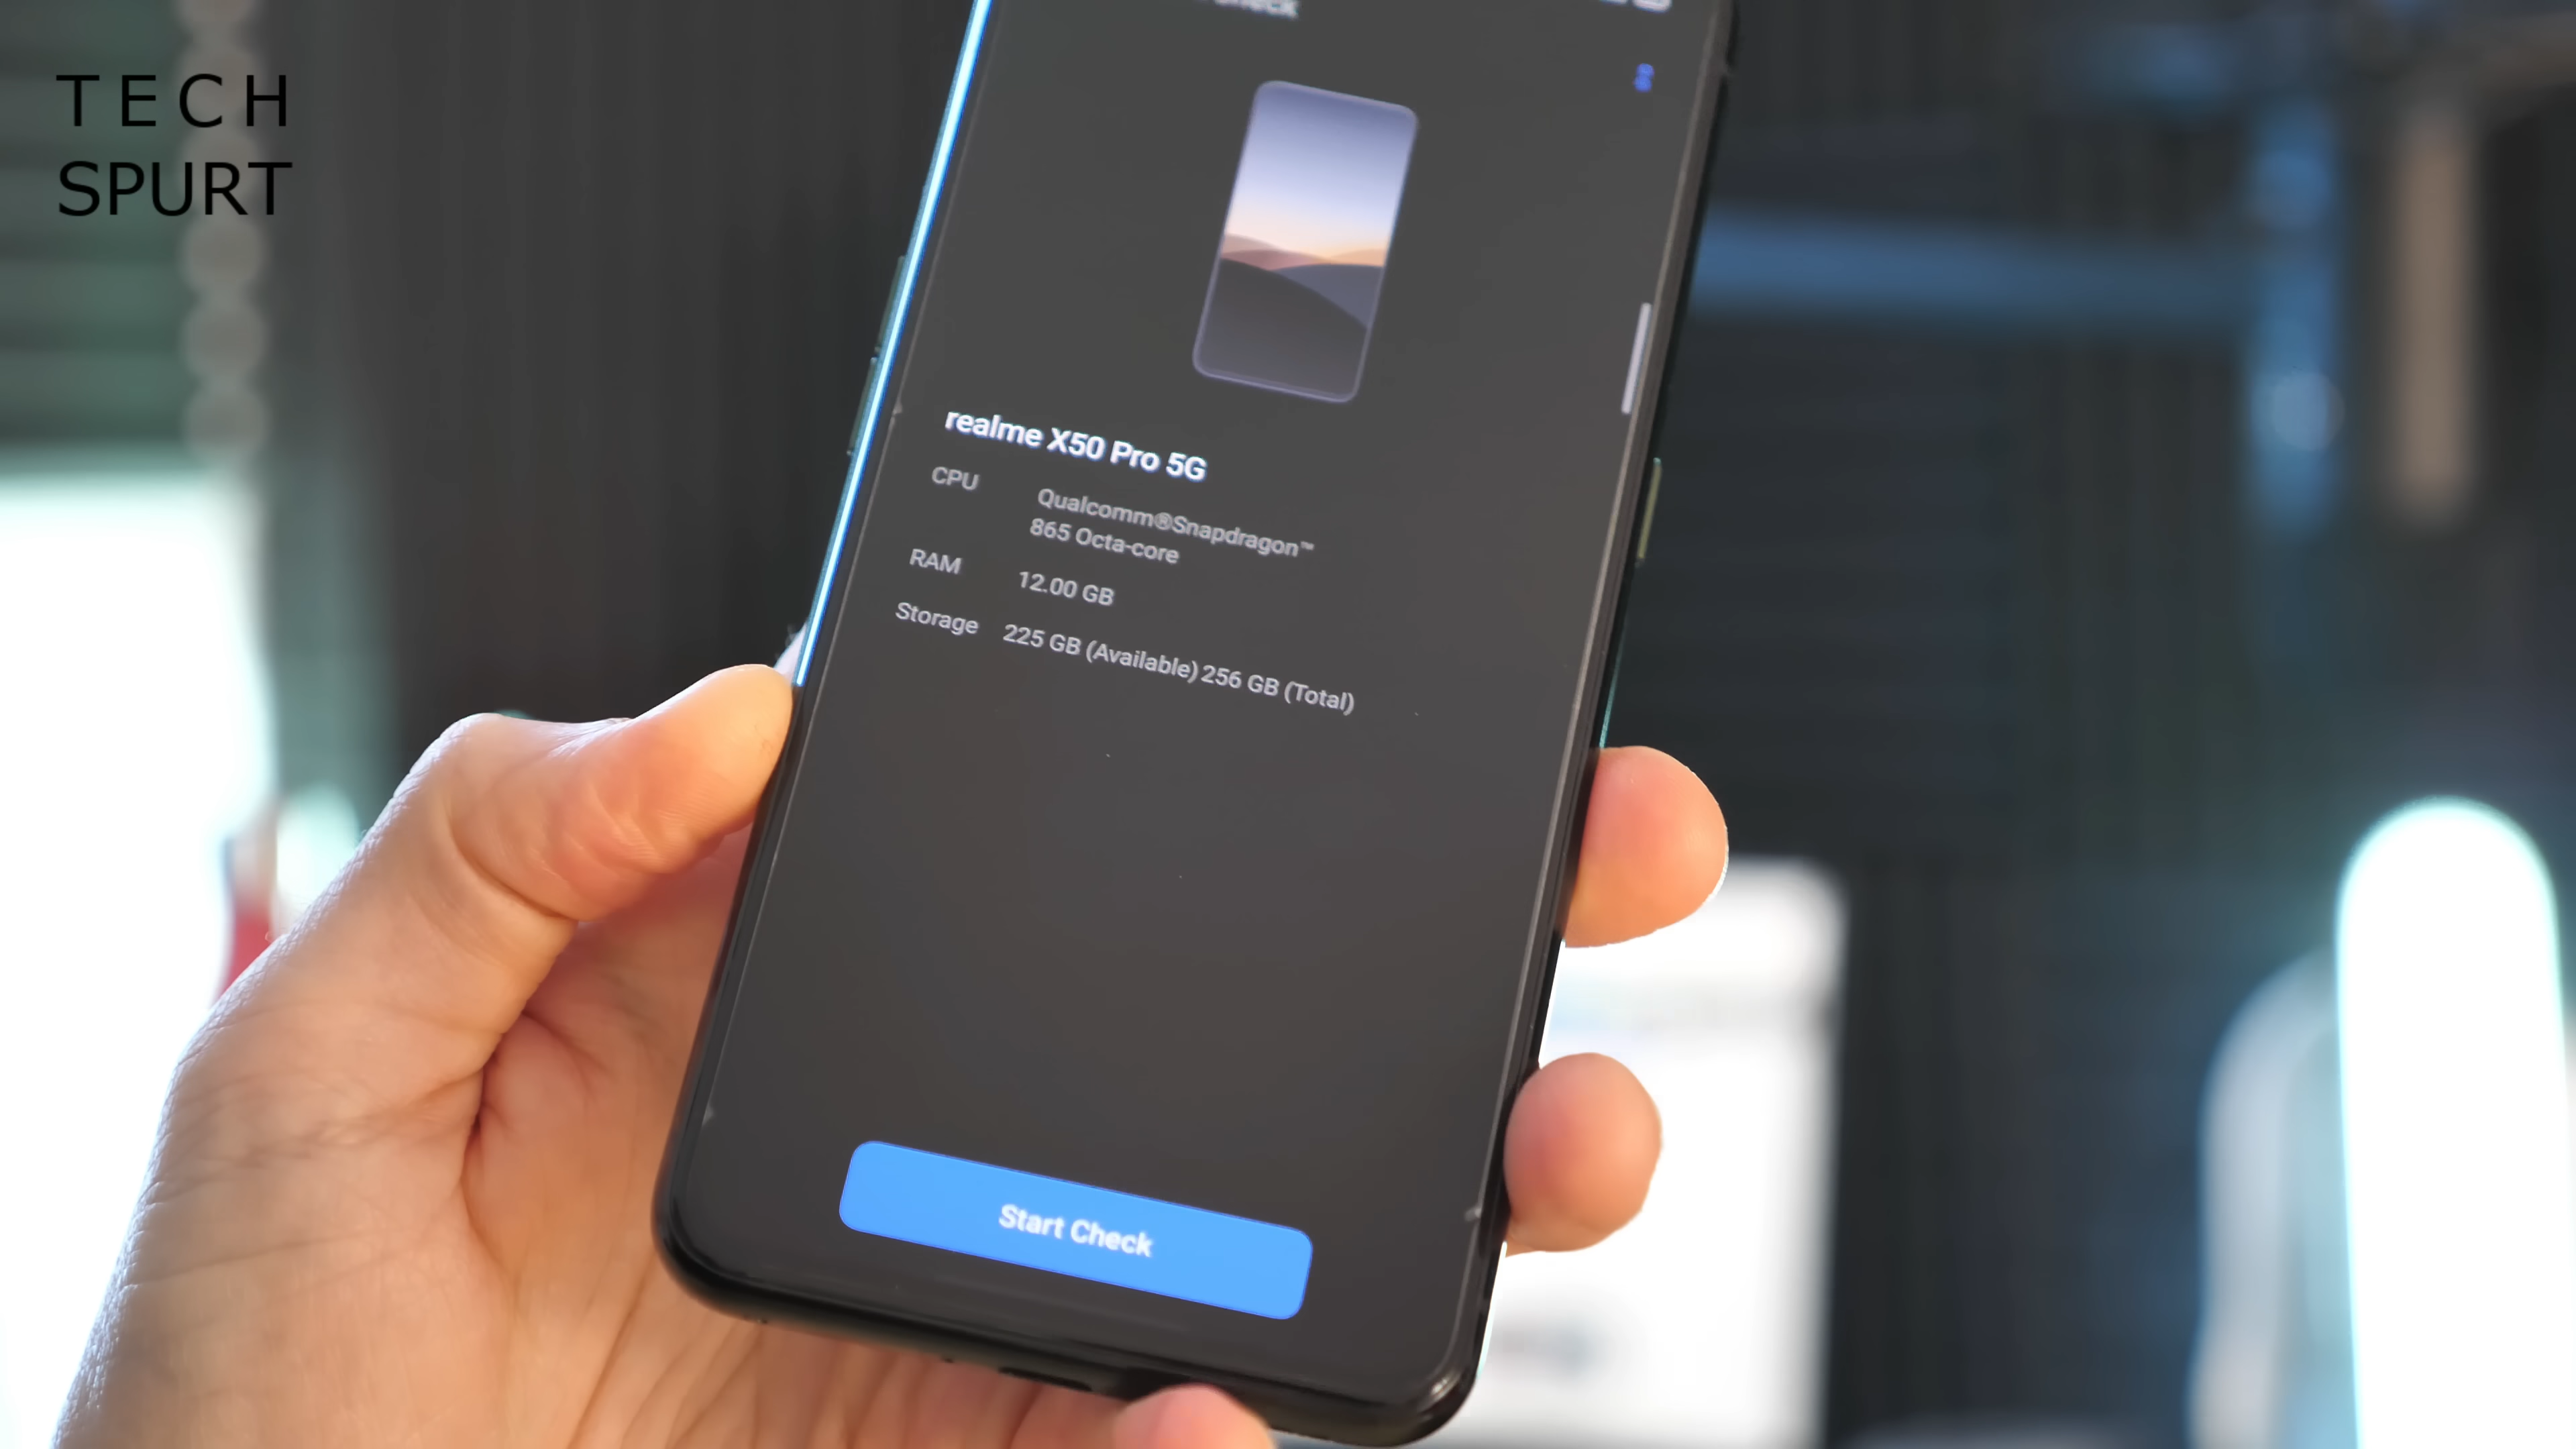 TECH
SPURT
realme X50 Pro 5G
CPU
Qualcomm®Snapdragon™
865 Octa-core
RAM
12.00 GB
Storage
225 GB (Available) 256 GB (Total)
Start Check